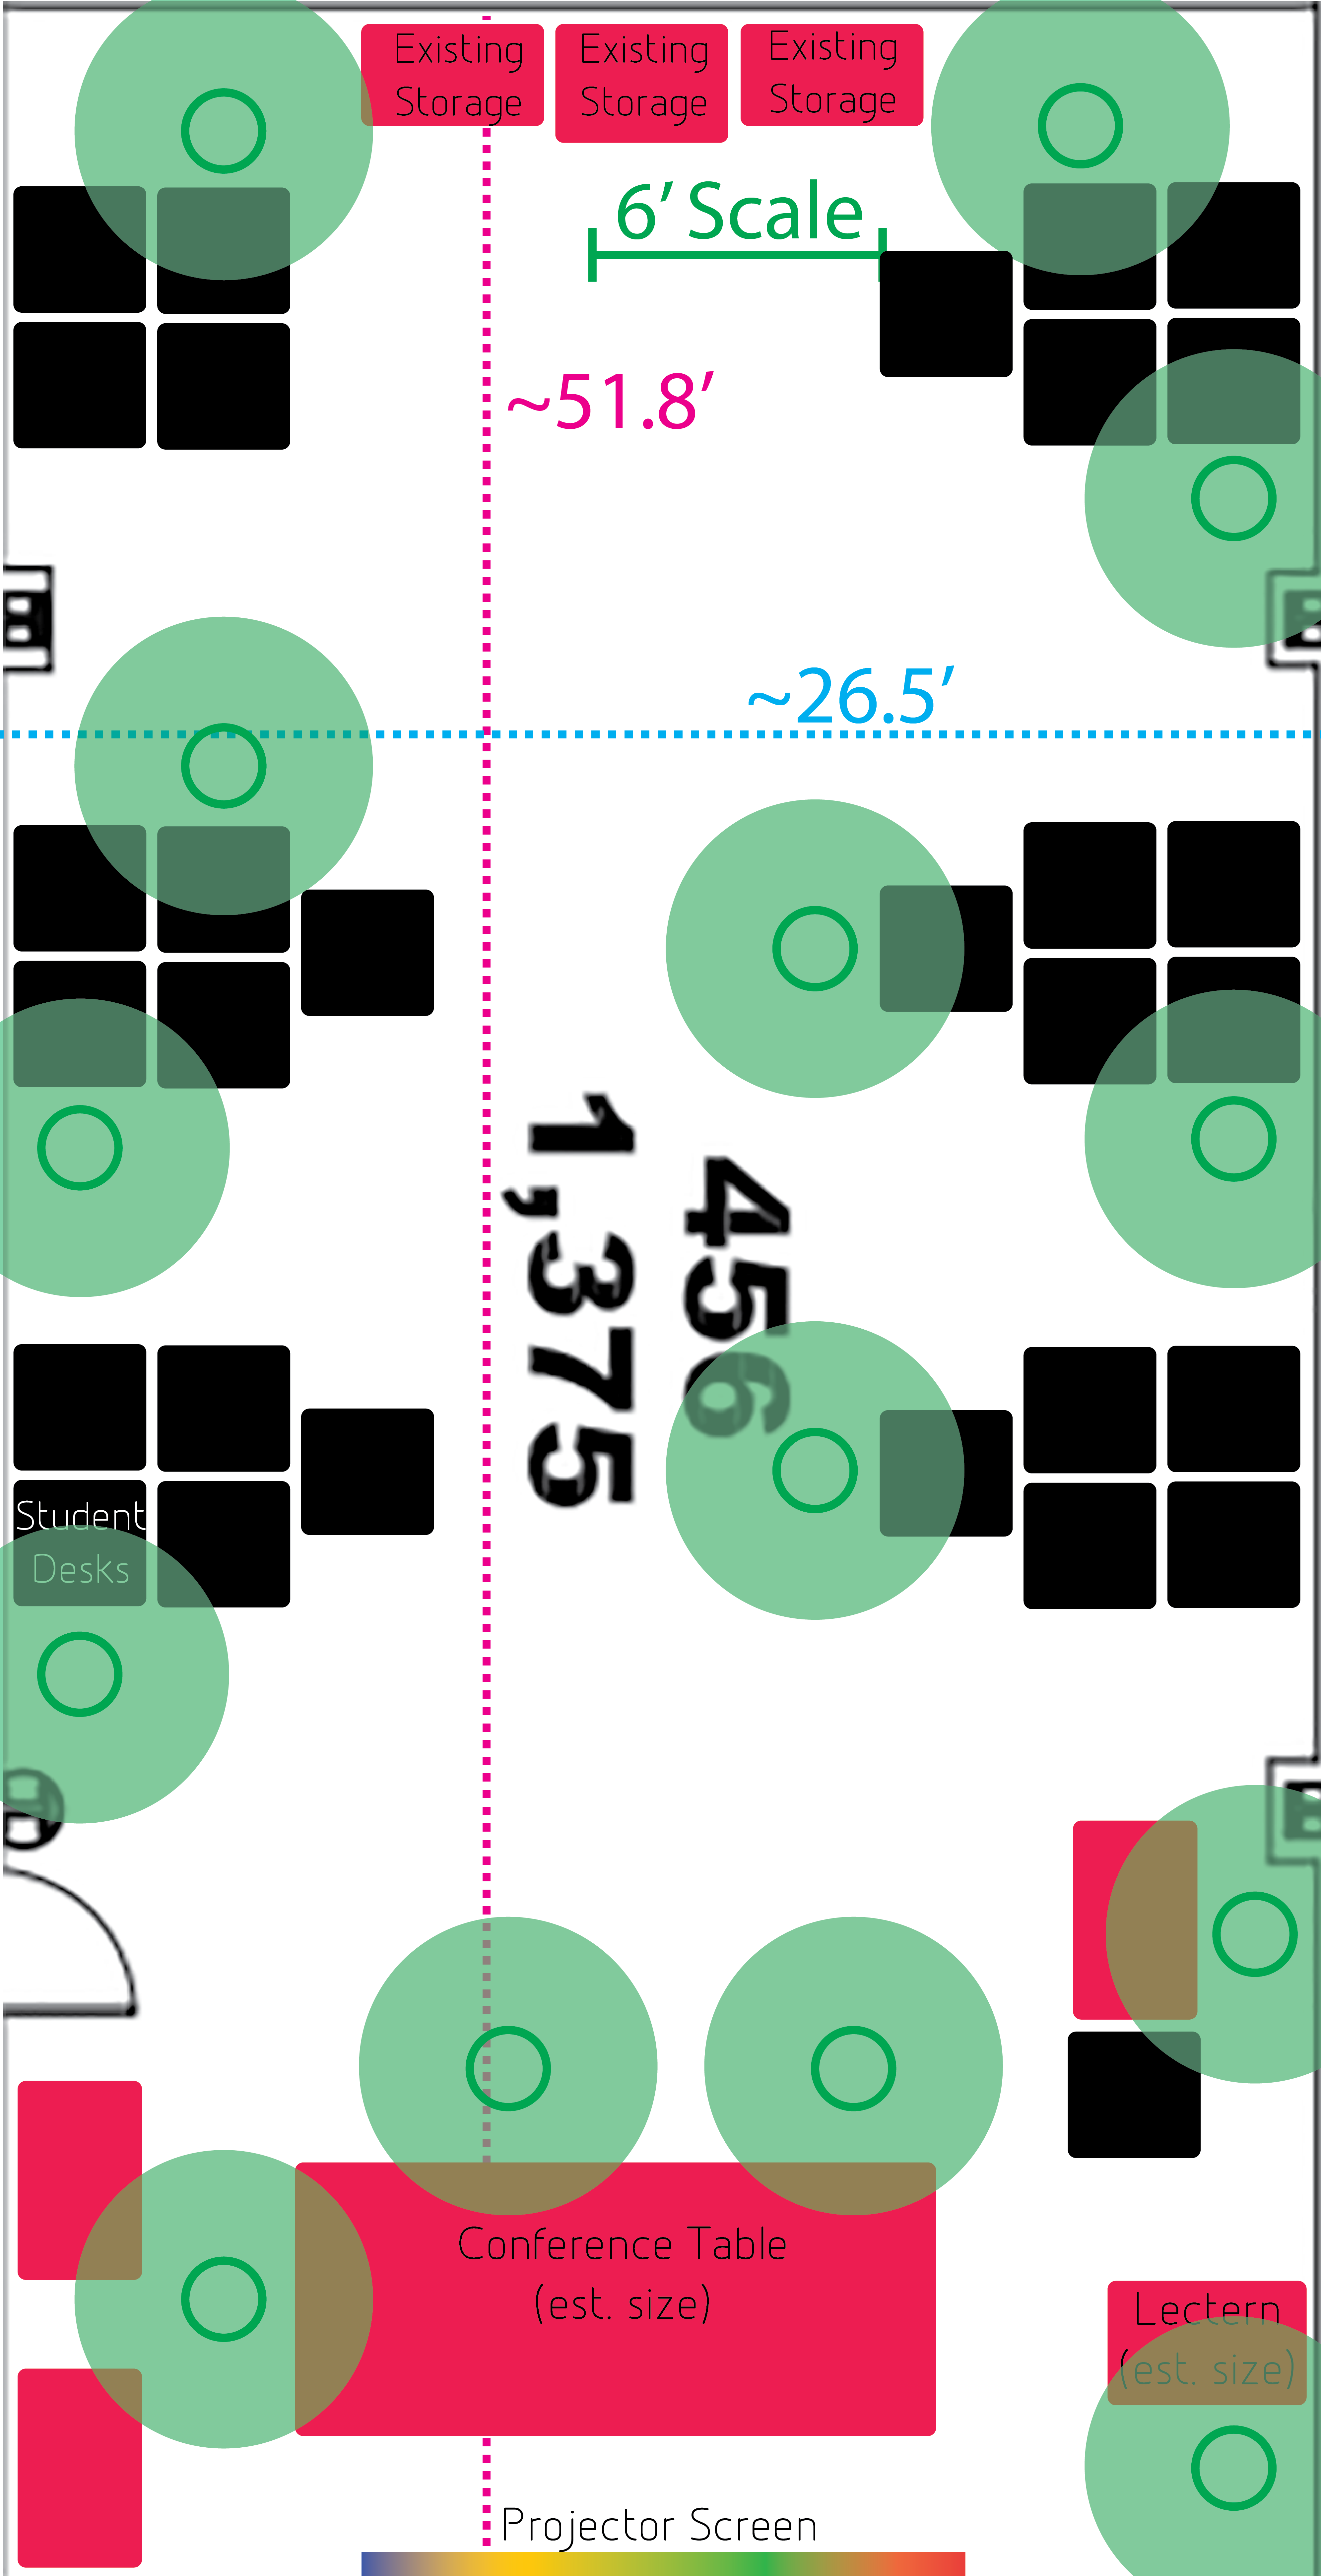 Existing
Storage
Existing
Storage
Existing
Storage
6' Scale
~51.8'
~26.5'
456
1,375
Student
Desks
Conference Table
(est. size)
Lectern
(est. size)
Projector Screen